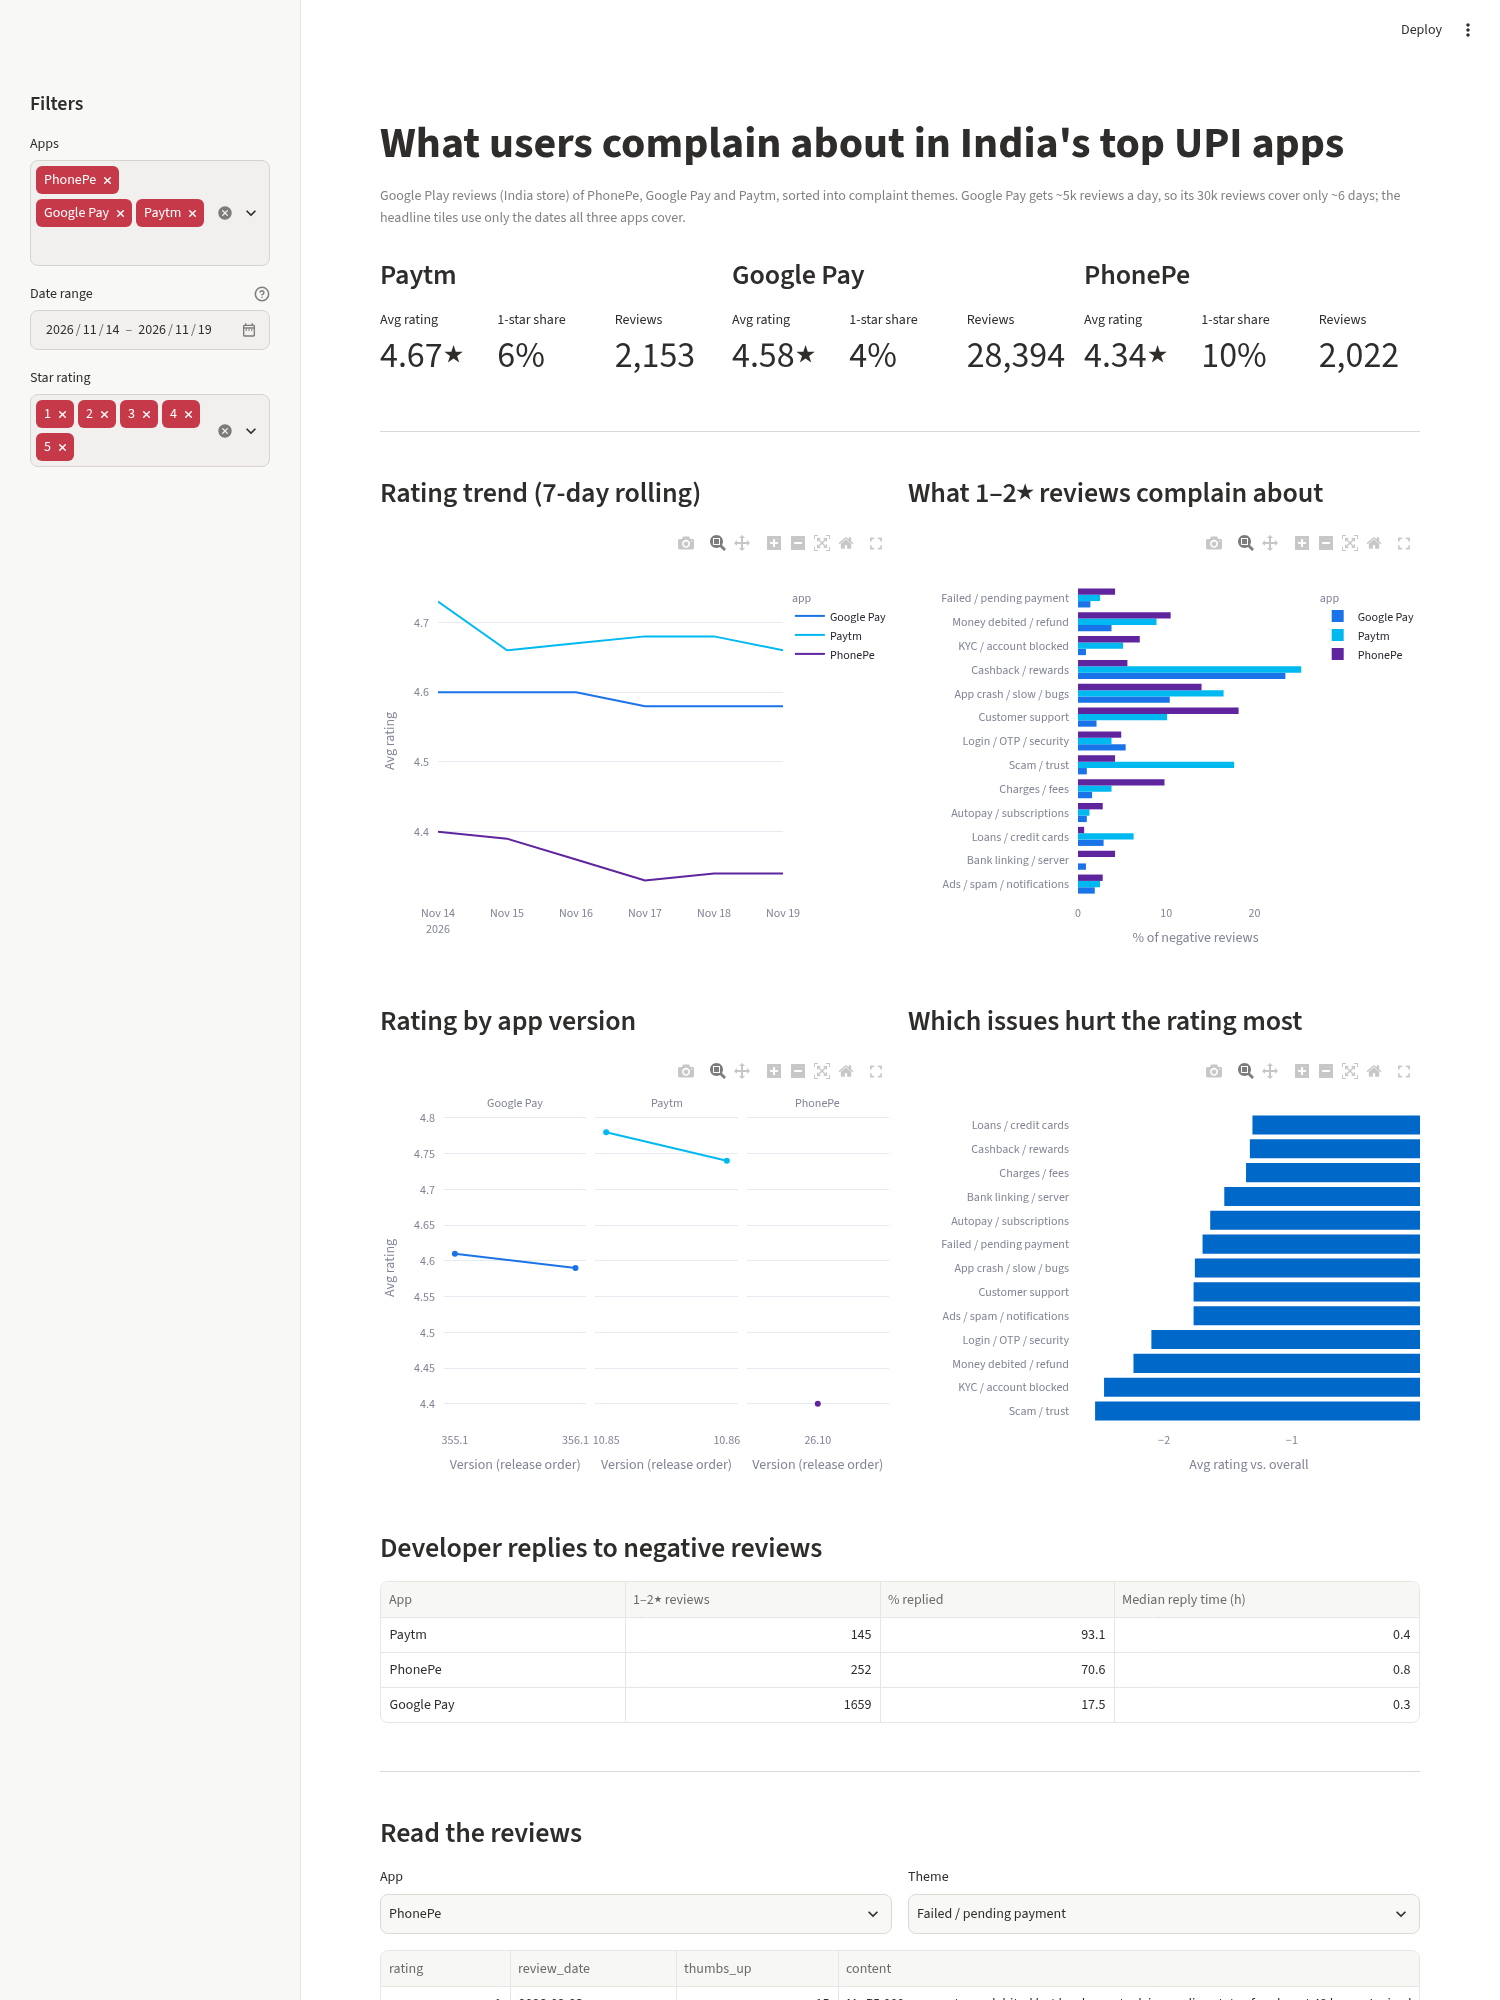 Deploy
Filters
Apps
PhonePe
Google Pay Paytm
Date range
2026 / 11 / 14 – 2026 / 11 / 19
Star rating
1 2 3 4
5
What users complain about in India's top UPI apps
Google Play reviews (India store) of PhonePe, Google Pay and Paytm, sorted into complaint themes. Google Pay gets ~5k reviews a day, so its 30k reviews cover only ~6 days; the
headline tiles use only the dates all three apps cover.
Paytm Google Pay PhonePe
Avg rating 1-star share Reviews Avg rating 1-star share Reviews Avg rating 1-star share Reviews
4.67★ 6% 2,153 4.58★ 4% 28,394 4.34★ 10% 2,022
Rating trend (7-day rolling)
app
Google Pay
Paytm
PhonePe
Avg rating
4.7
4.6
4.5
4.4
Nov 14 Nov 15 Nov 16 Nov 17 Nov 18 Nov 19
2026
What 1–2★ reviews complain about
Failed / pending payment
Money debited / refund
KYC / account blocked
Cashback / rewards
App crash / slow / bugs
Customer support
Login / OTP / security
Scam / trust
Charges / fees
Autopay / subscriptions
Loans / credit cards
Bank linking / server
Ads / spam / notifications
0 10 20
% of negative reviews
app
Google Pay
Paytm
PhonePe
Rating by app version
Google Pay Paytm PhonePe
Avg rating
4.8
4.75
4.7
4.65
4.6
4.55
4.5
4.45
4.4
355.1 356.1 10.85 10.86 26.10
Version (release order) Version (release order) Version (release order)
Which issues hurt the rating most
Loans / credit cards
Cashback / rewards
Charges / fees
Bank linking / server
Autopay / subscriptions
Failed / pending payment
App crash / slow / bugs
Customer support
Ads / spam / notifications
Login / OTP / security
Money debited / refund
KYC / account blocked
Scam / trust
−2 −1
Avg rating vs. overall
Developer replies to negative reviews
App 1–2★ reviews % replied Median reply time (h)
Paytm 145 93.1 0.4
PhonePe 252 70.6 0.8
Google Pay 1659 17.5 0.3
Read the reviews
App Theme
PhonePe Failed / pending payment
rating review_date thumbs_up content